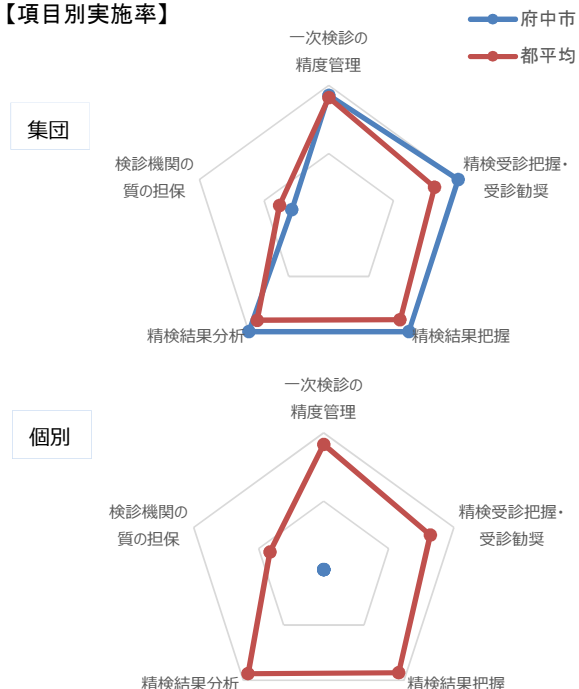 【項目別実施率】
府中市
都平均
集団
一次検診の
精度管理
精検受診把握・
受診勧奨
精検結果把握
精検結果分析
検診機関の
質の担保
個別
一次検診の
精度管理
精検受診把握・
受診勧奨
精検結果把握
精検結果分析
検診機関の
質の担保